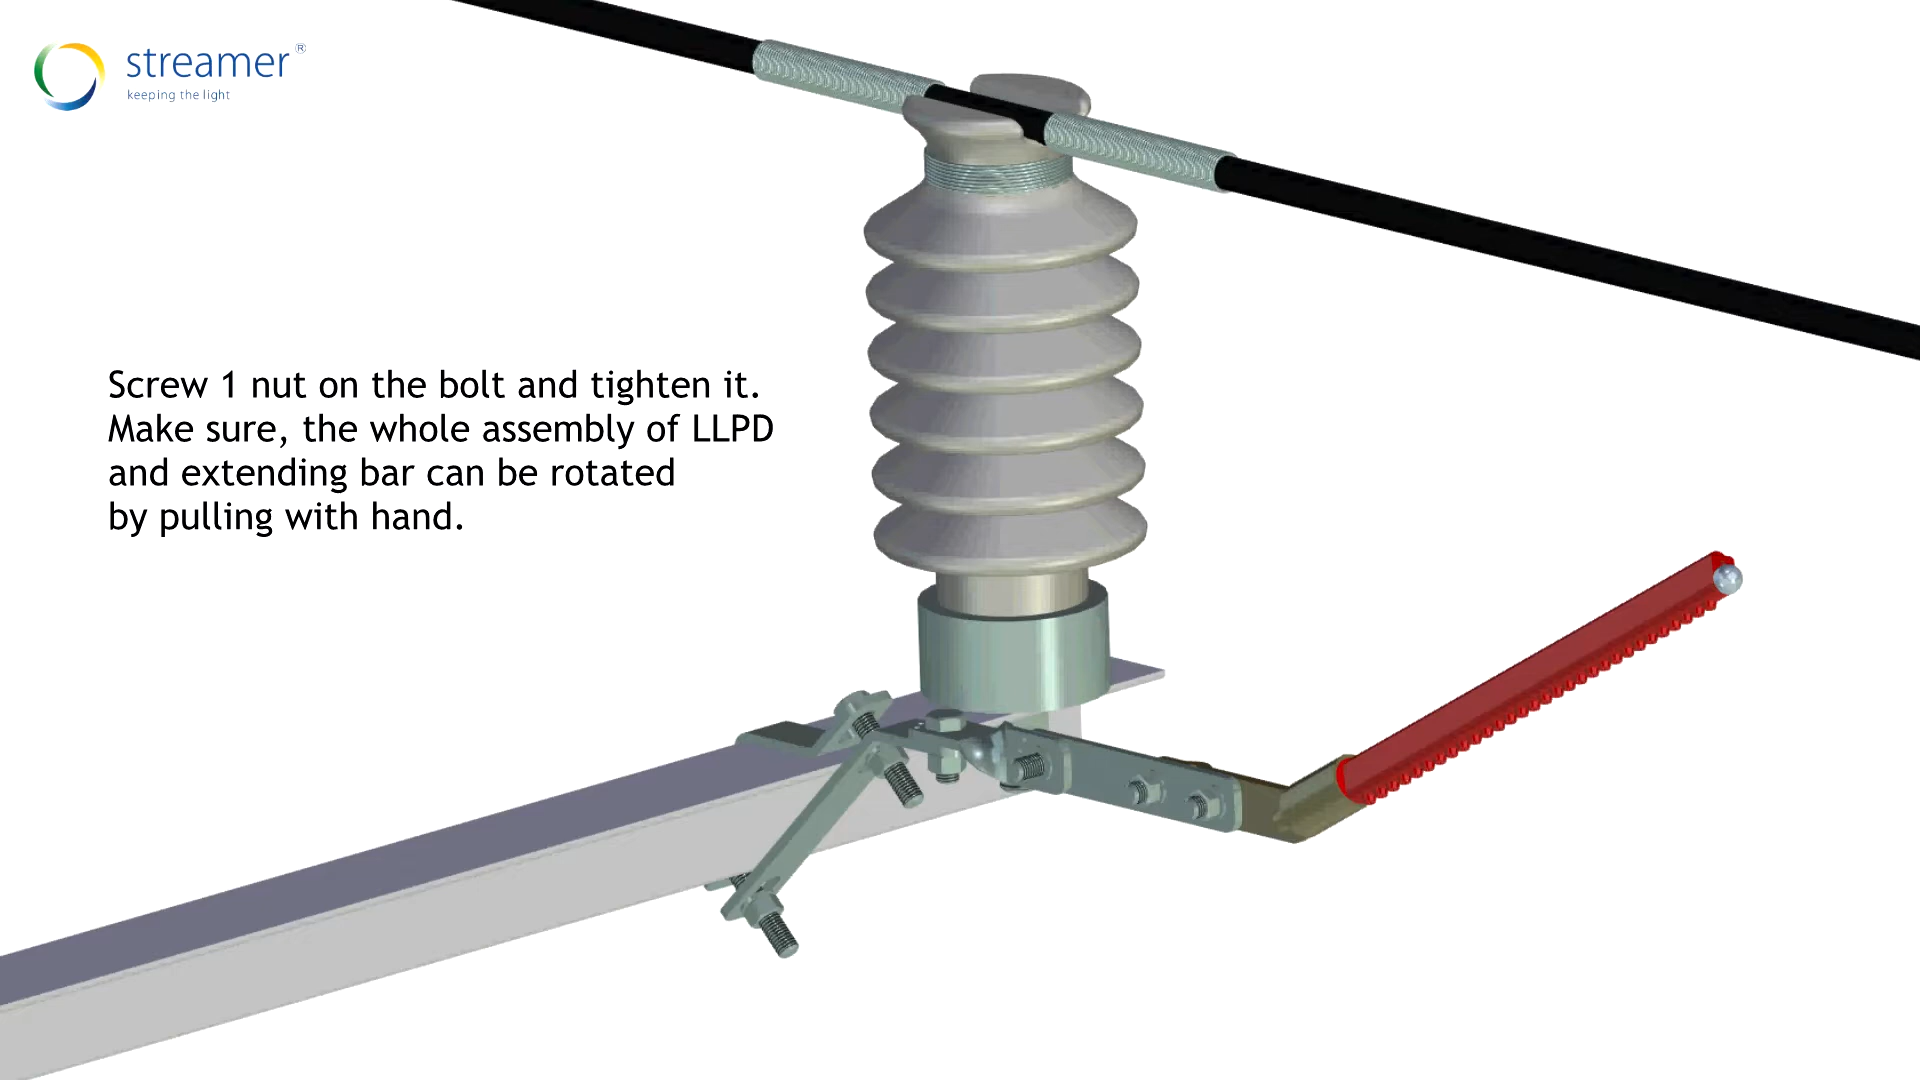 streamer®
keeping the light
Screw 1 nut on the bolt and tighten it.
Make sure, the whole assembly of LLPD
and extending bar can be rotated
by pulling with hand.